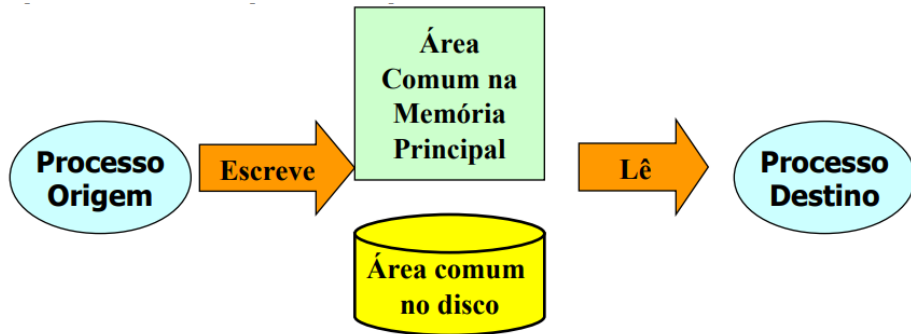 Processo
Origem
Escreve
Área
Comum na
Memória
Principal
Área comum
no disco
Lê
Processo
Destino